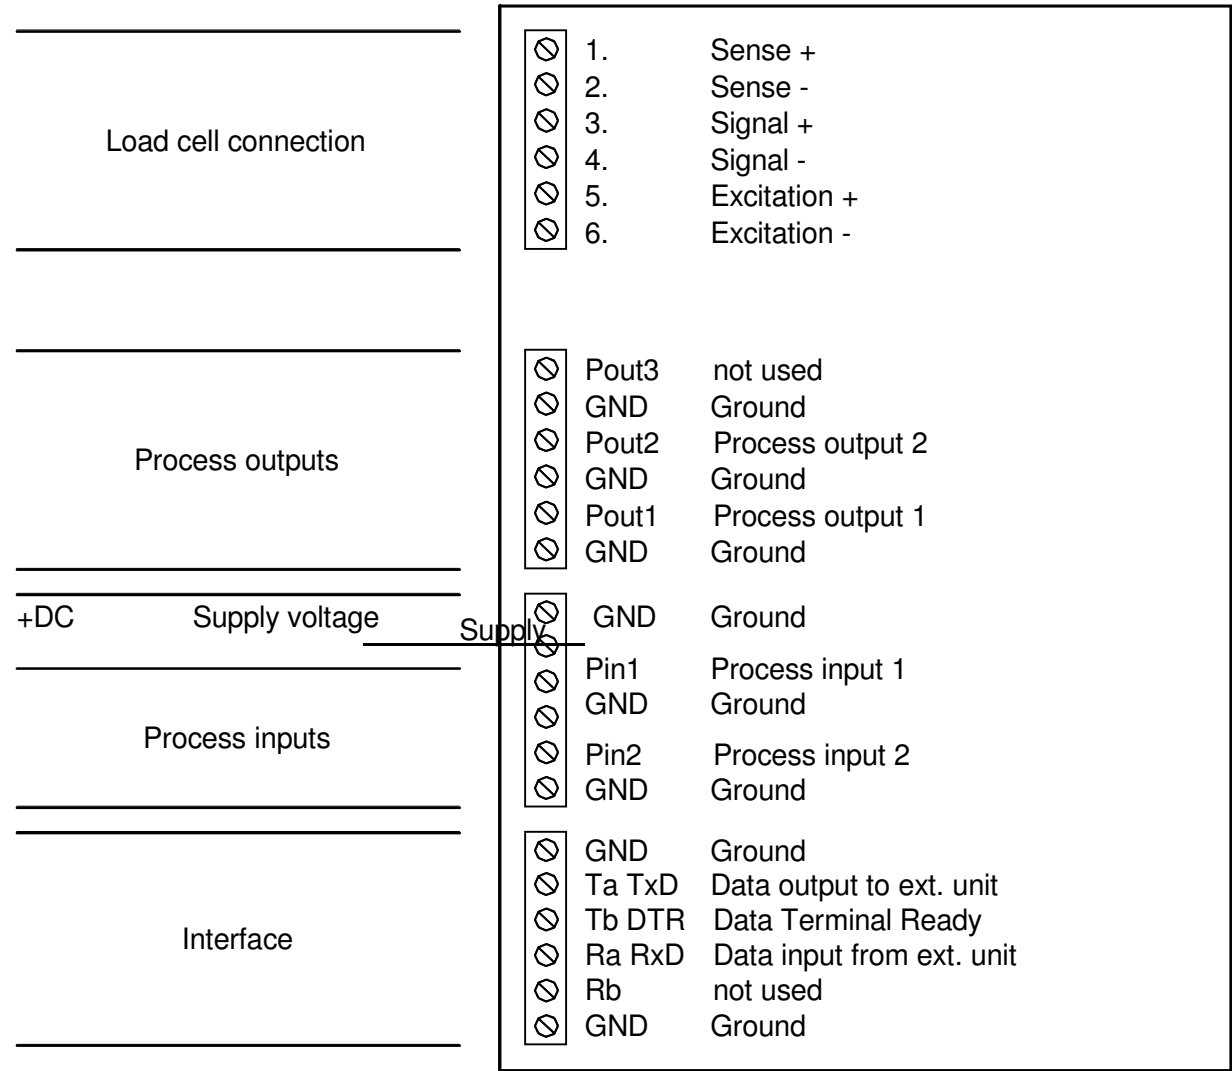 1. Sense +
2. Sense -
Load cell connection
3. Signal +
4. Signal -
5. Excitation +
6. Excitation -
Pout3 not used
GND Ground
Pout2 Process output 2
Process outputs
GND Ground
Pout1 Process output 1
GND Ground
+DC Supply voltage Supply GND Ground
Pin1 Process input 1
GND Ground
Process inputs
Pin2 Process input 2
GND Ground
GND Ground
Ta TxD Data output to ext. unit
Tb DTR Data Terminal Ready
Interface
Ra RxD Data input from ext. unit
Rb not used
GND Ground